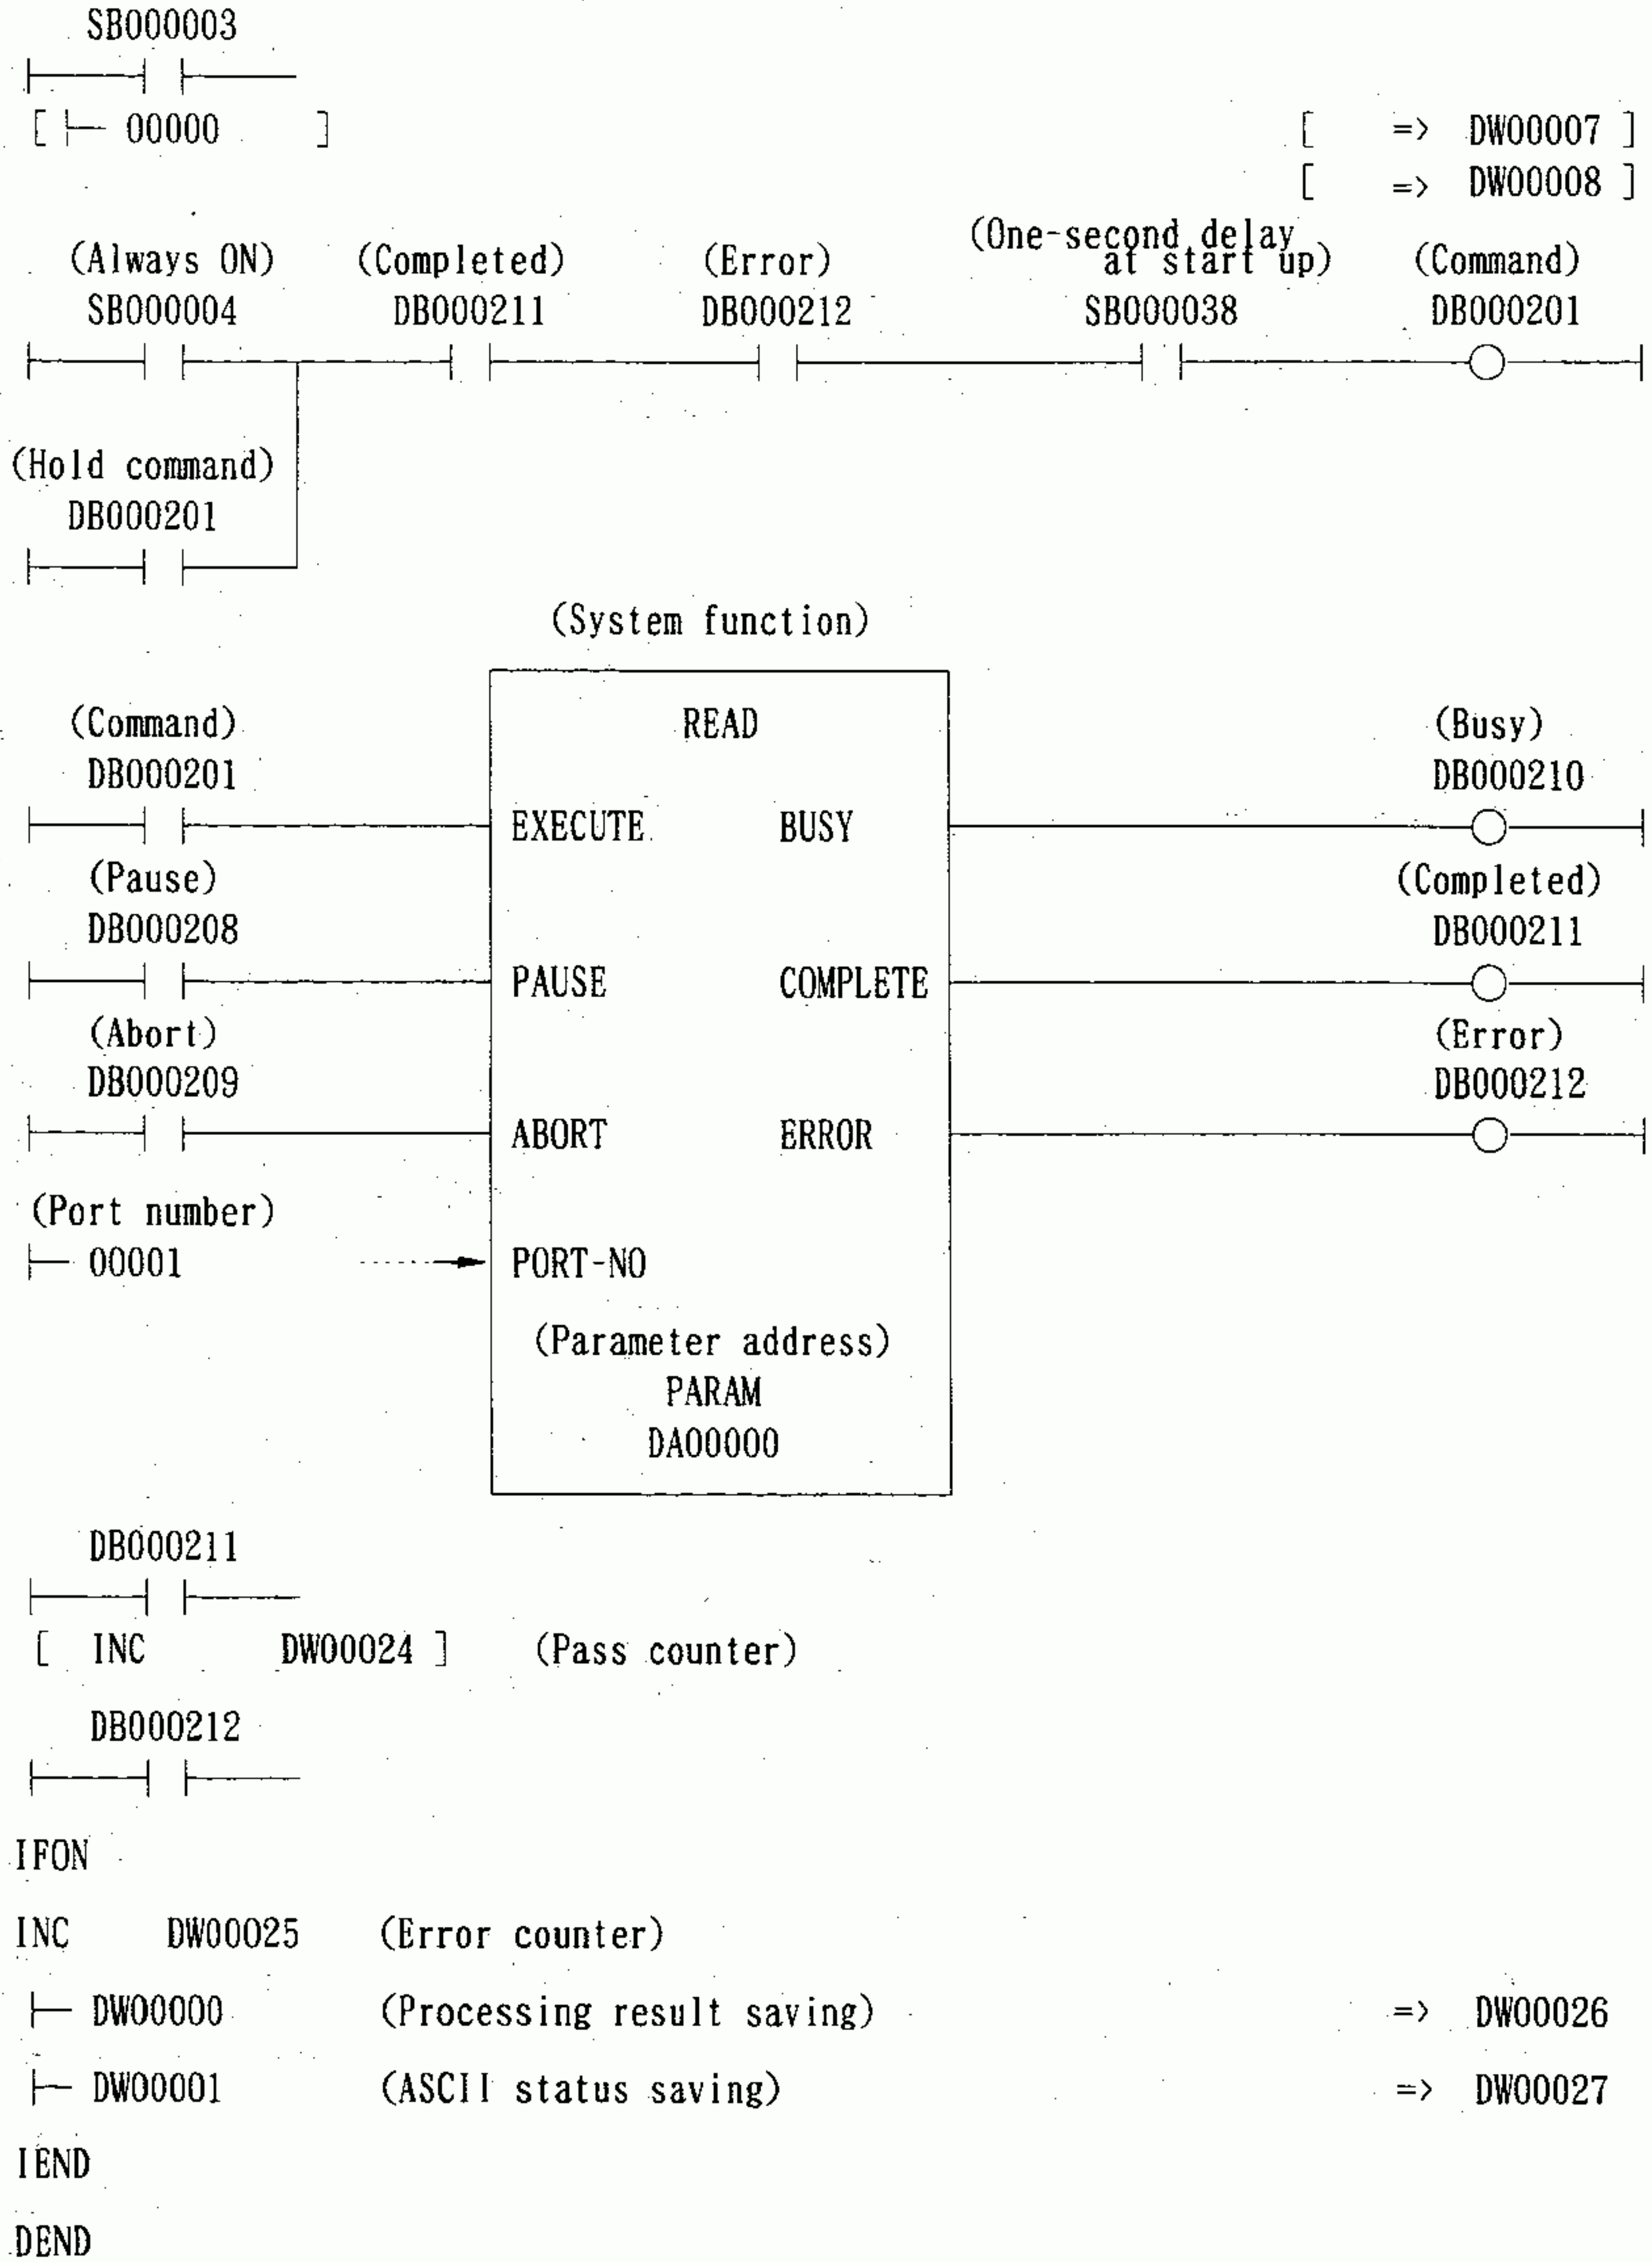 SB000003
[ 00000 ] [ => DW00007 ]
[ => DW00008 ]
(Always ON) (Completed) (Error) (One-second delay at start up) (Command)
SB000004 DB000211 DB000212 SB000038 DB000201
(Hold command)
DB000201
(System function)
READ
(Command) (Busy)
DB000201 DB000210
EXECUTE BUSY
(Pause) (Completed)
DB000208 DB000211
PAUSE COMPLETE
(Abort) (Error)
DB000209 DB000212
ABORT ERROR
(Port number)
00001 PORT-NO
(Parameter address)
PARAM
DA00000
DB000211
[ INC DW00024 ] (Pass counter)
DB000212
IFON
INC DW00025 (Error counter)
DW00000 (Processing result saving) => DW00026
DW00001 (ASCII status saving) => DW00027
IEND
DEND